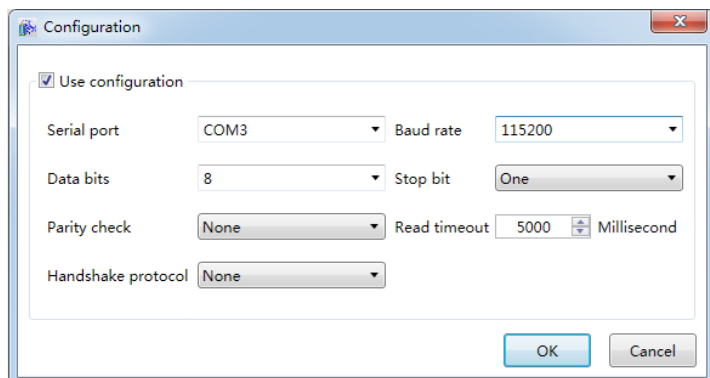 Configuration
Use configuration
Serial port COM3 Baud rate 115200
Data bits 8 Stop bit One
Parity check None Read timeout 5000 Millisecond
Handshake protocol None
OK Cancel